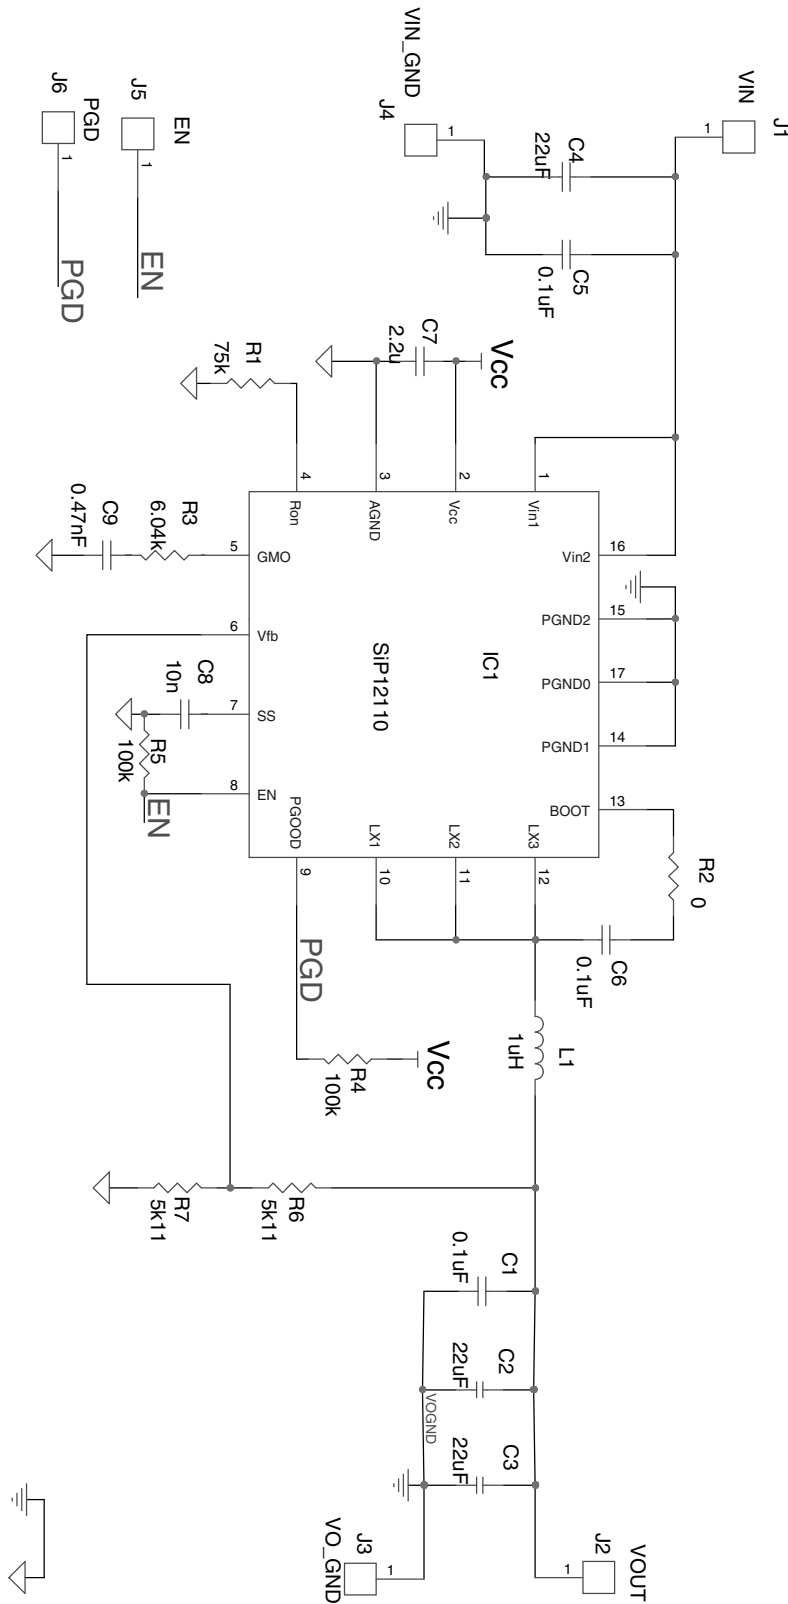 J1
VIN
1
VIN_GND
J4
1
C4
22uF
C5
0.1uF
J5
EN
1
EN
J6
PGD
1
PGD
Vcc
C7
2.2u
R1
75k
R3
6.04k
C9
0.47nF
C8
10n
R5
100k
EN
IC1
SiP12110
1
Vin1
2
Vcc
3
AGND
4
Ron
5
GMO
6
Vfb
7
SS
8
EN
PGOOD
9
LX1
10
LX2
11
LX3
12
BOOT
13
PGND1
14
PGND0
17
PGND2
15
Vin2
16
R2
0
C6
0.1uF
PGD
R4
100k
Vcc
L1
1uH
R6
5k11
R7
5k11
C1
0.1uF
C2
22uF
VOGND
C3
22uF
J2
VOUT
1
J3
VO_GND
1